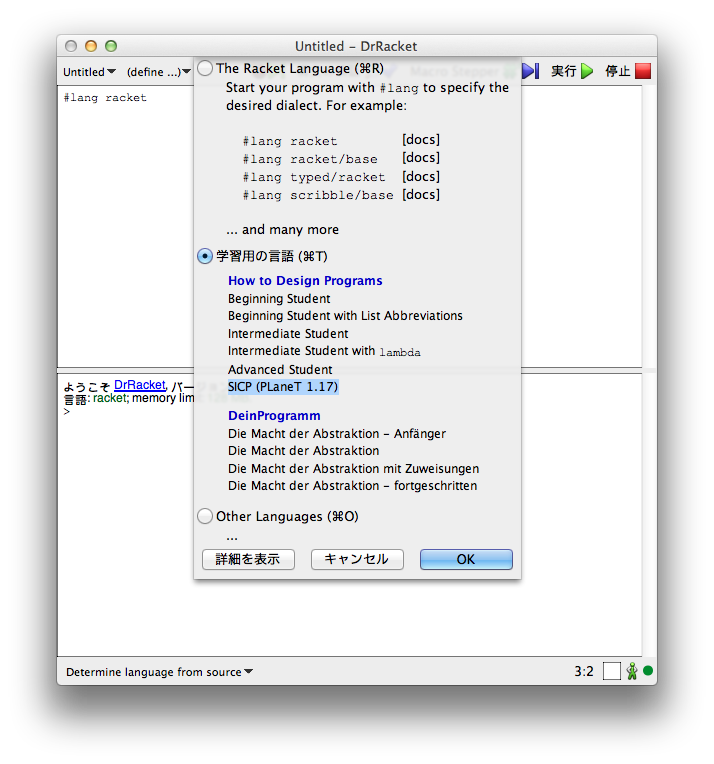 Untitled – DrRacket
Untitled (define ...) Macro Stepper 実行 停止
#lang racket
The Racket Language (⌘R)
Start your program with #lang to specify the
desired dialect. For example:
#lang racket [docs]
#lang racket/base [docs]
#lang typed/racket [docs]
#lang scribble/base [docs]
... and many more
学習用の言語 (⌘T)
How to Design Programs
Beginning Student
Beginning Student with List Abbreviations
Intermediate Student
Intermediate Student with lambda
Advanced Student
SICP (PLaneT 1.17)
DeinProgramm
Die Macht der Abstraktion – Anfänger
Die Macht der Abstraktion
Die Macht der Abstraktion mit Zuweisungen
Die Macht der Abstraktion – fortgeschritten
Other Languages (⌘O)
...
詳細を表示 キャンセル OK
ようこそ DrRacket, バージョン
言語: racket; memory limit:
>
Determine language from source 3:2